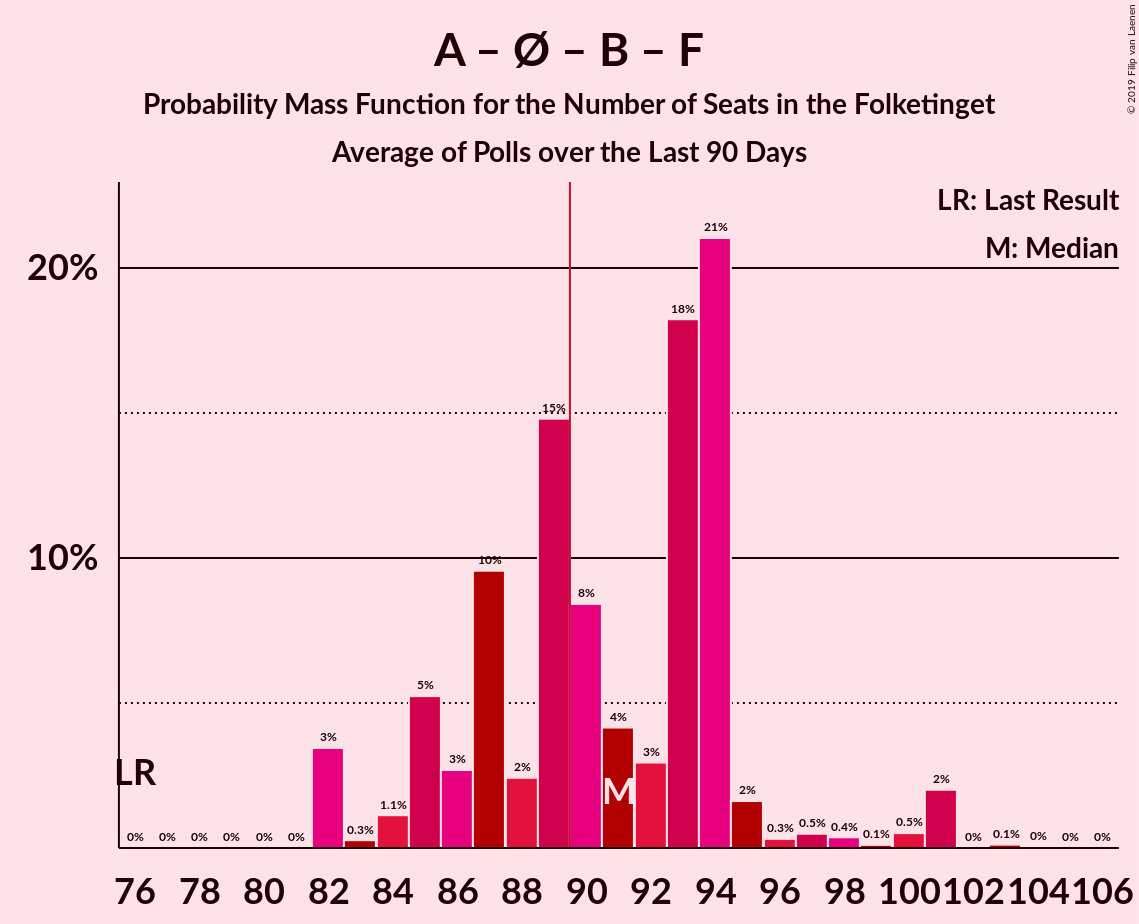 A – Ø – B – F
Probability Mass Function for the Number of Seats in the Folketinget
Average of Polls over the Last 90 Days
© 2019 Filip van Laenen
LR: Last Result
M: Median
20%
10%
0% 0% 0% 0% 0% 0% 3% 0.3% 1.1% 5% 3% 10% 2% 15% 8% 4% 3% 18% 21% 2% 0.3% 0.5% 0.4% 0.1% 0.5% 2% 0% 0.1% 0% 0% 0%
LR
M
76 78 80 82 84 86 88 90 92 94 96 98 100 102 104 106